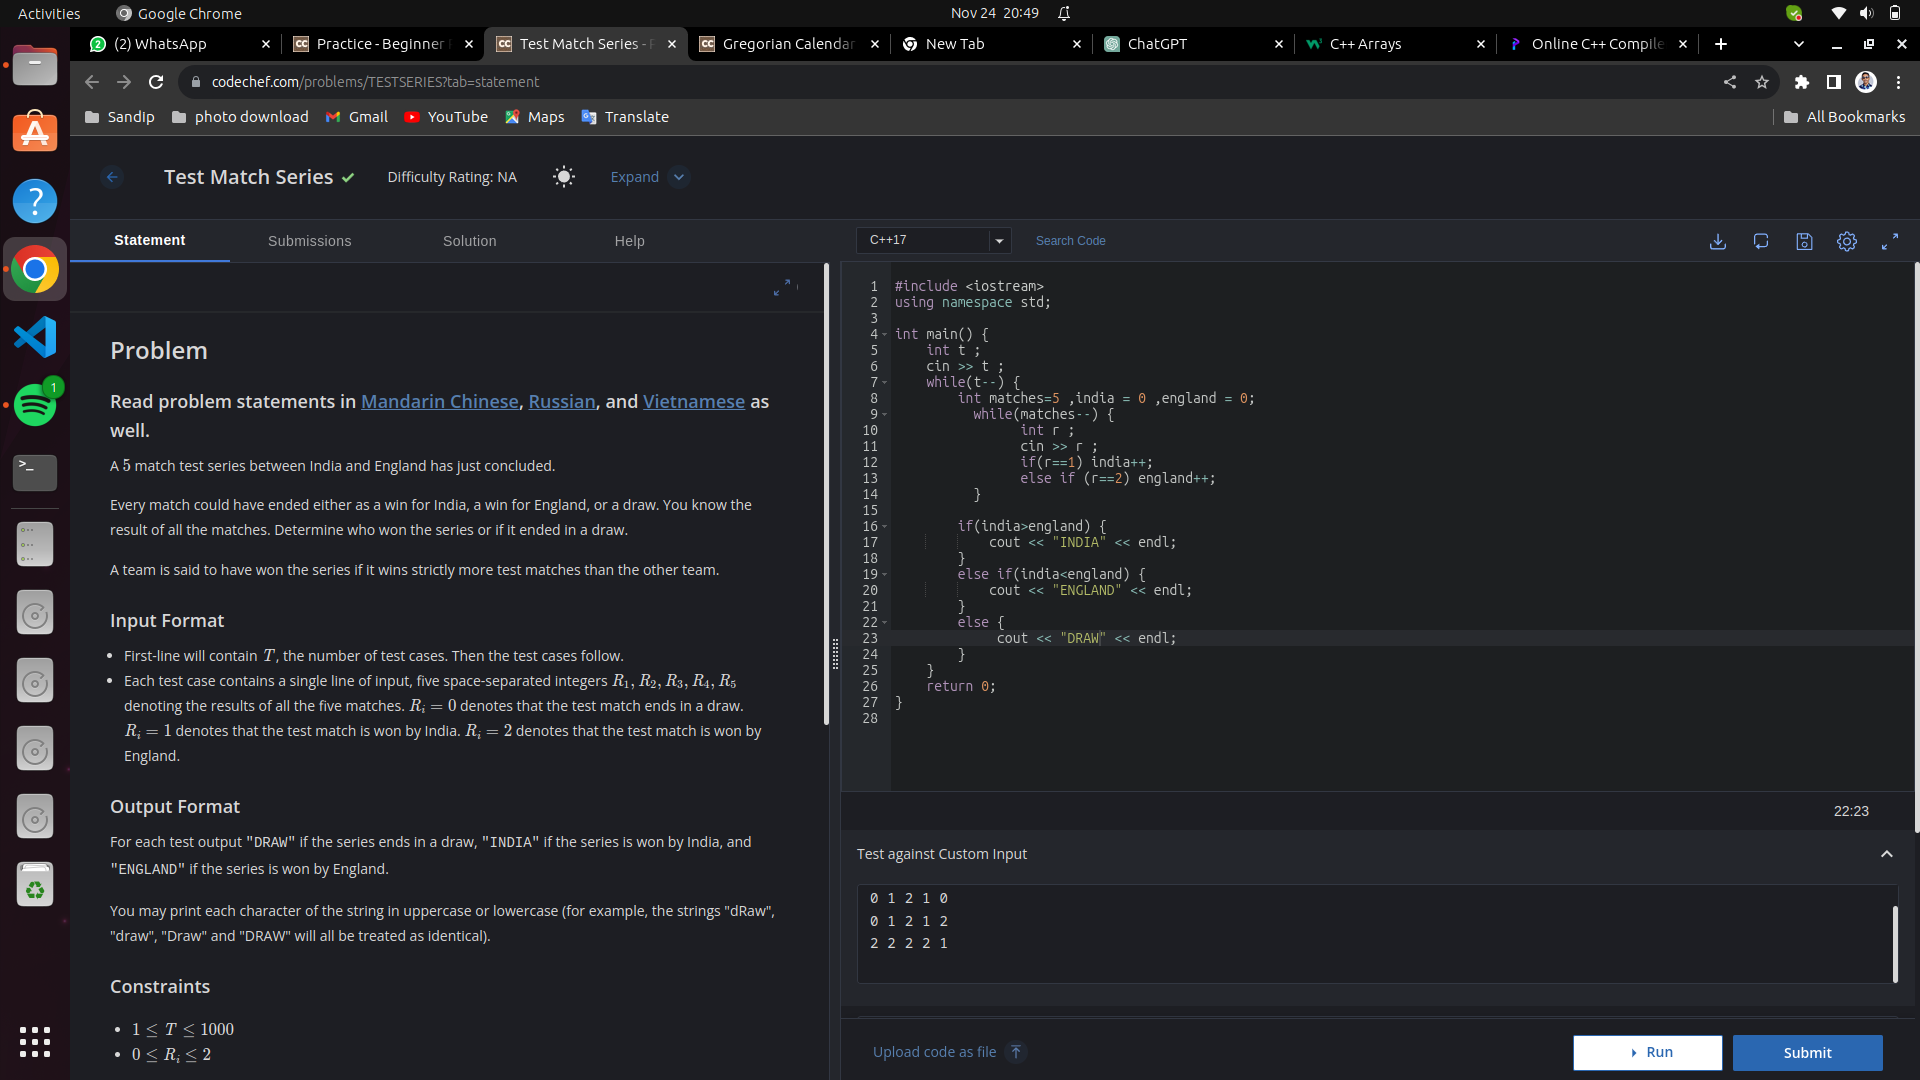 Activities
Google Chrome
Nov 24 20:49
(2) WhatsApp
Practice - Beginner
Test Match Series -
Gregorian Calendar
New Tab
ChatGPT
C++ Arrays
Online C++ Compile
codechef.com/problems/TESTSERIES?tab=statement
Sandip
photo download
Gmail
YouTube
Maps
Translate
All Bookmarks
Test Match Series
Difficulty Rating: NA
Expand
Statement
Submissions
Solution
Help
Problem
Read problem statements in Mandarin Chinese, Russian, and Vietnamese as
well.
A 5 match test series between India and England has just concluded.
Every match could have ended either as a win for India, a win for England, or a draw. You know the
result of all the matches. Determine who won the series or if it ended in a draw.
A team is said to have won the series if it wins strictly more test matches than the other team.
Input Format
• First-line will contain T, the number of test cases. Then the test cases follow.
• Each test case contains a single line of input, five space-separated integers R1, R2, R3, R4, R5
denoting the results of all the five matches. Ri = 0 denotes that the test match ends in a draw.
Ri = 1 denotes that the test match is won by India. Ri = 2 denotes that the test match is won by
England.
Output Format
For each test output "DRAW" if the series ends in a draw, "INDIA" if the series is won by India, and
"ENGLAND" if the series is won by England.
You may print each character of the string in uppercase or lowercase (for example, the strings "dRaw",
"draw", "Draw" and "DRAW" will all be treated as identical).
Constraints
• 1 ≤ T ≤ 1000
• 0 ≤ Ri ≤ 2
C++17
Search Code
1 #include <iostream>
2 using namespace std;
3
4 int main() {
5 int t ;
6 cin >> t ;
7 while(t--) {
8 int matches=5 ,india = 0 ,england = 0;
9 while(matches--) {
10 int r ;
11 cin >> r ;
12 if(r==1) india++;
13 else if (r==2) england++;
14 }
15
16 if(india>england) {
17 cout << "INDIA" << endl;
18 }
19 else if(india<england) {
20 cout << "ENGLAND" << endl;
21 }
22 else {
23 cout << "DRAW" << endl;
24 }
25 }
26 return 0;
27 }
28
22:23
Test against Custom Input
0 1 2 1 0
0 1 2 1 2
2 2 2 2 1
Upload code as file
Run
Submit
1